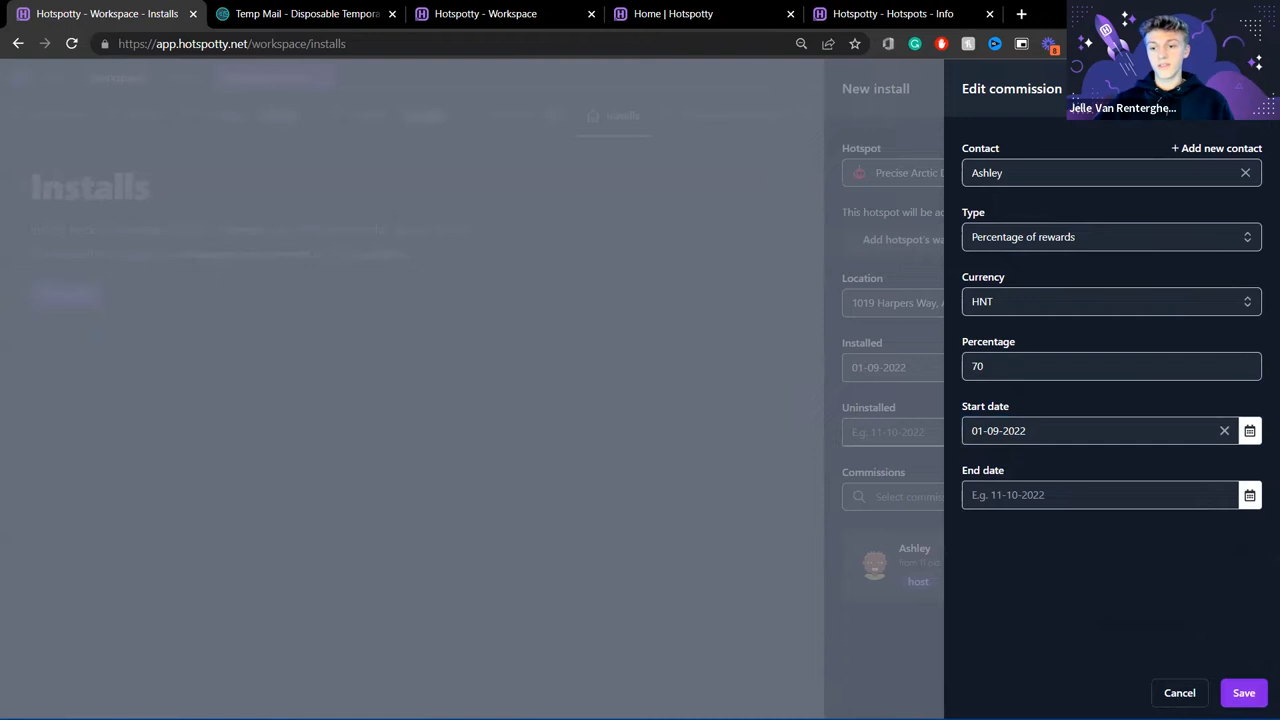 Hotspotty - Workspace - Installs
Temp Mail - Disposable Tempora
Hotspotty - Workspace
Home | Hotspotty
Hotspotty - Hotspots - Info
https://app.hotspotty.net/workspace/installs
8
Jelle Van Renterghe...
Installs
Installs
New install
Hotspot
Precise Arctic
This hotspot will be ad
Add hotspot's wa
Location
1019 Harpers Way, A
Installed
01-09-2022
Uninstalled
E.g. 11-10-2022
Commissions
Select commis
Ashley
host
Edit commission
Contact
+ Add new contact
Ashley
Type
Percentage of rewards
Currency
HNT
Percentage
70
Start date
01-09-2022
End date
E.g. 11-10-2022
Cancel
Save